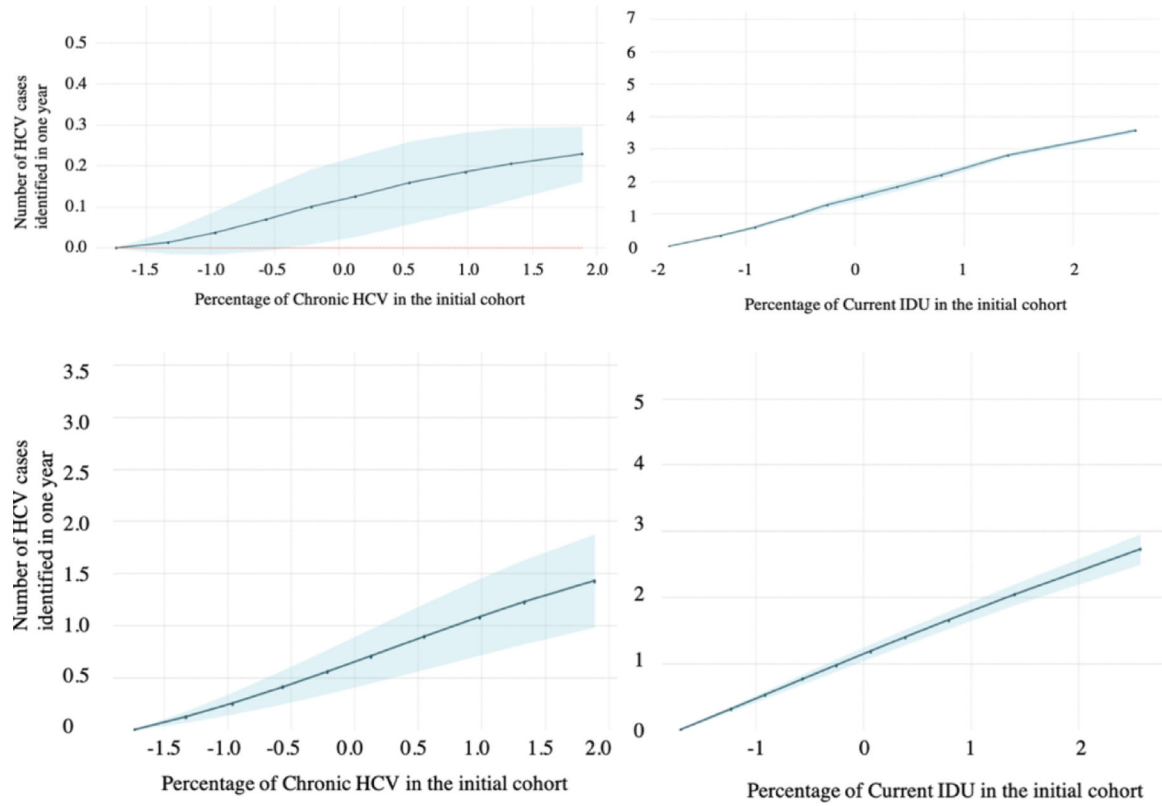 Number of HCV cases
identified in one year
0.5
0.4
0.3
0.2
0.1
0.0
-1.5 -1.0 -0.5 0.0 0.5 1.0 1.5 2.0
Percentage of Chronic HCV in the initial cohort
7
6
5
4
3
2
1
0
-2 -1 0 1 2
Percentage of Current IDU in the initial cohort
Number of HCV cases
identified in one year
3.5
3.0
2.5
2.0
1.5
1.0
0.5
0
-1.5 -1.0 -0.5 0.0 0.5 1.0 1.5 2.0
Percentage of Chronic HCV in the initial cohort
5
4
3
2
1
0
-1 0 1 2
Percentage of Current IDU in the initial cohort